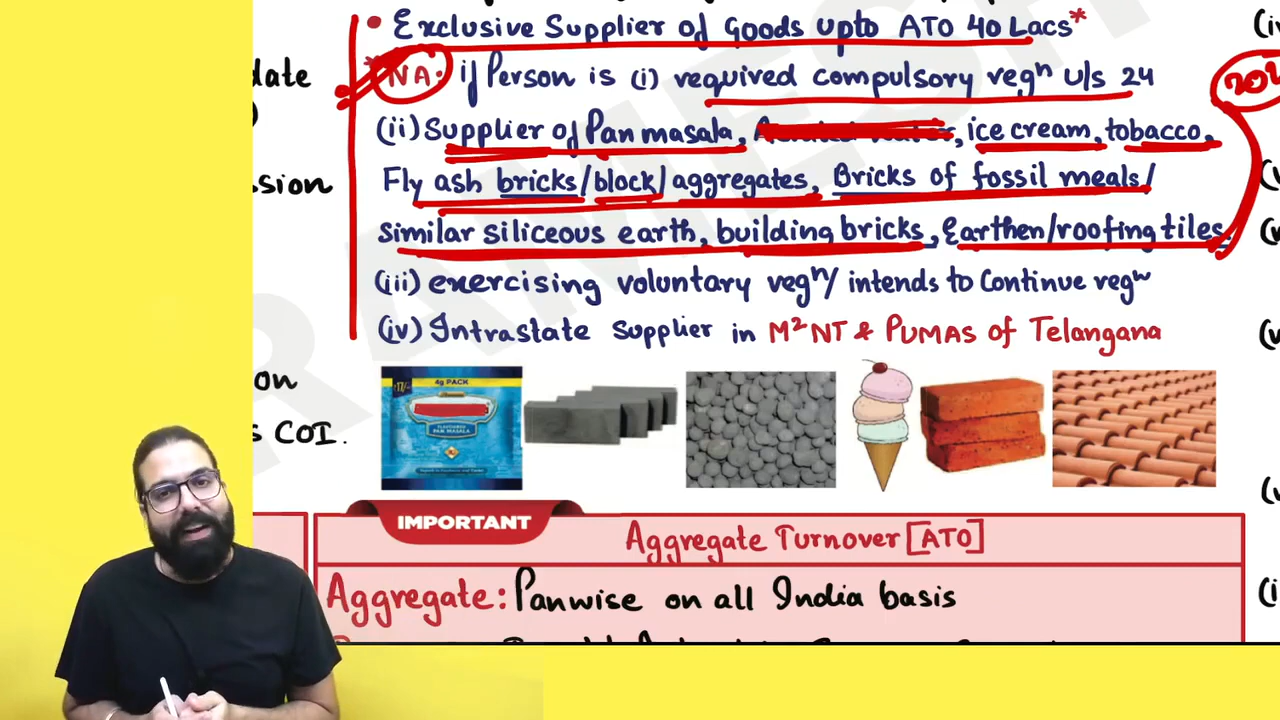 • Exclusive Supplier of Goods upto ATO 40 Lacs*
date
*NA: if Person is (i) required compulsory regⁿ u/s 24
(ii) Supplier of Pan masala, , ice cream, tobacco,
ssion
Fly ash bricks/block/aggregates, Bricks of fossil meals/
similar siliceous earth, building bricks, Earthen/roofing tiles
(iii) exercising voluntary regⁿ/ intends to Continue regⁿ
(iv) Intrastate supplier in M²NT & PUMAS of Telangana
on
s COI.
4g PACK
FLAVOURED
PAN MASALA
IMPORTANT
Aggregate Turnover [ATO]
Aggregate: Panwise on all India basis
RAMESH